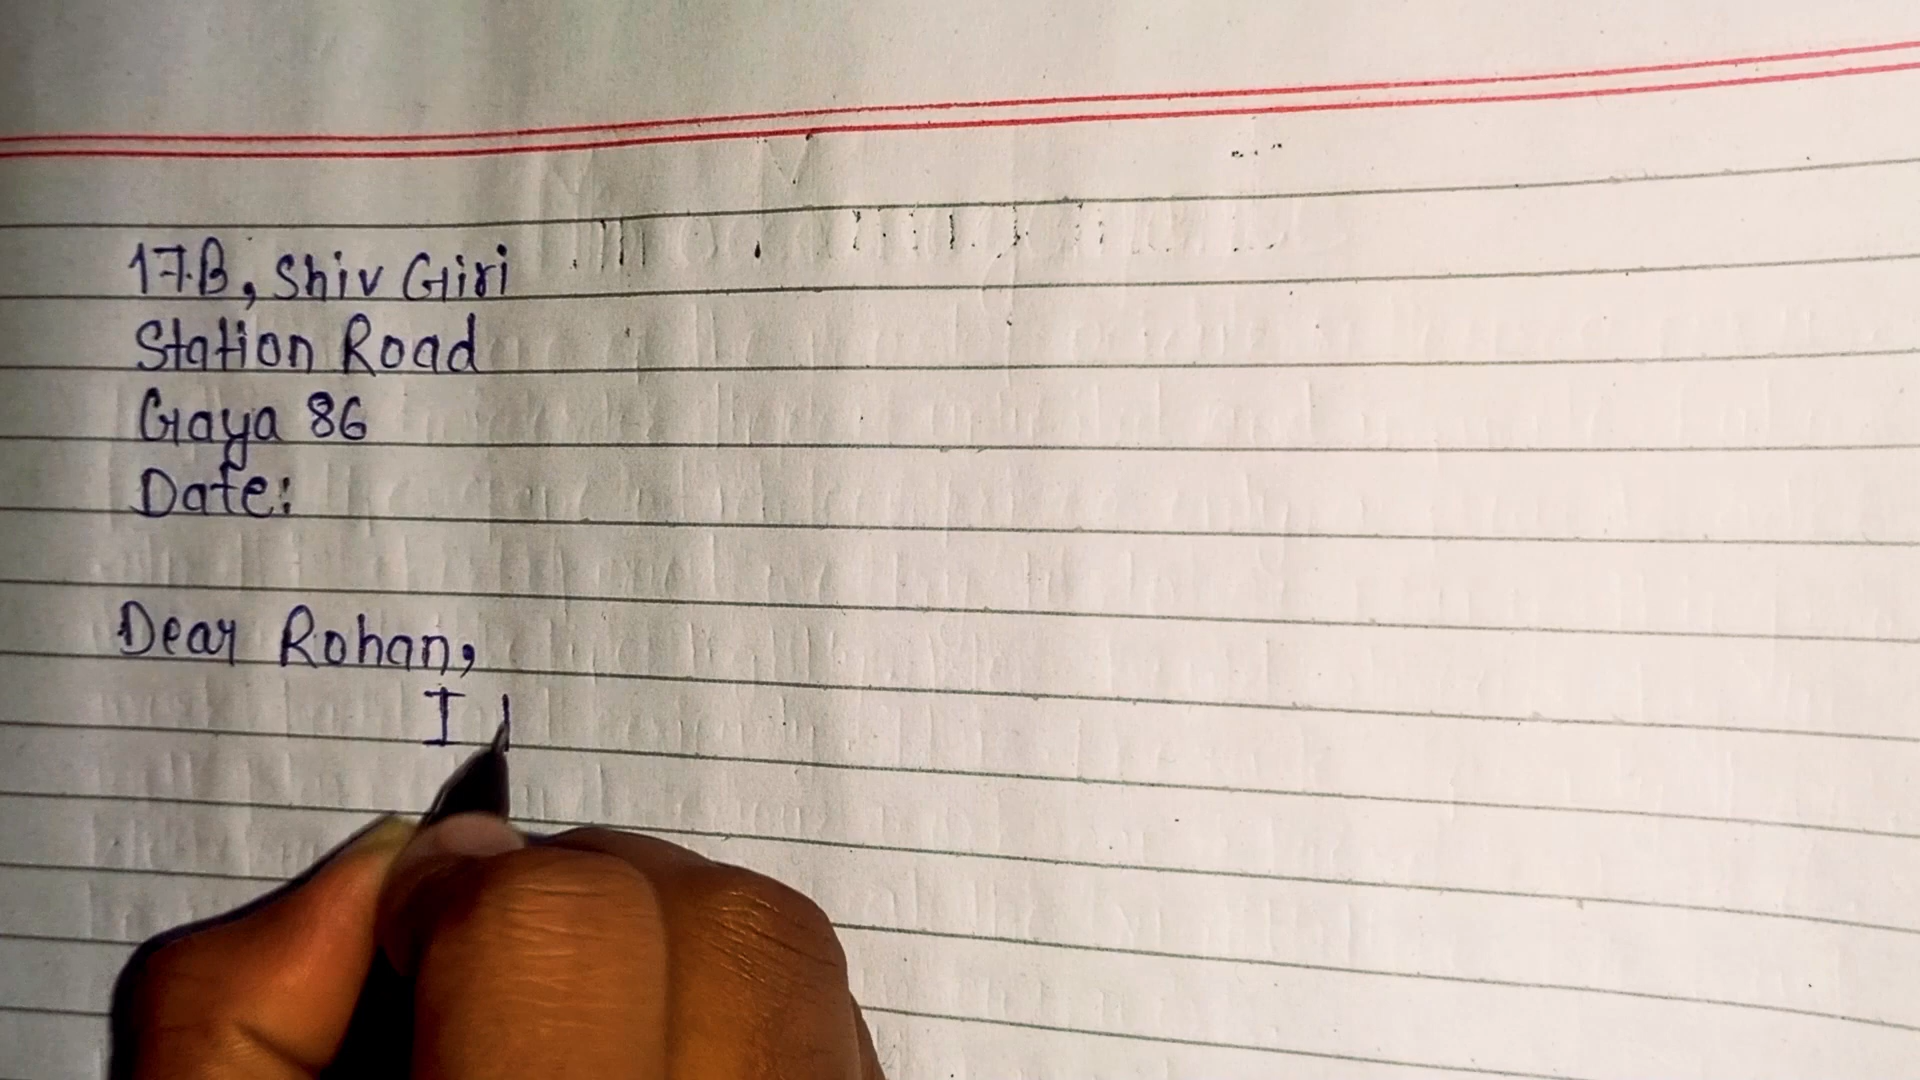 17.B, Shiv Giri
Station Road
Gaya 86
Date:
Dear Rohan,
I